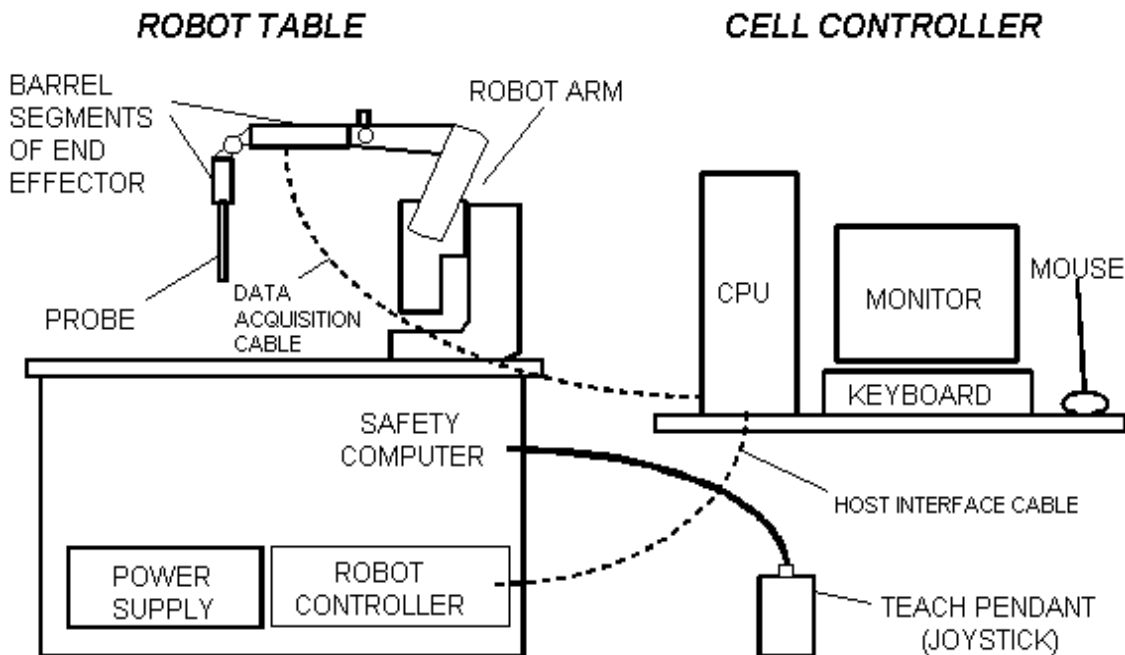 ROBOT TABLE
CELL CONTROLLER
BARREL
SEGMENTS
OF END
EFFECTOR
ROBOT ARM
PROBE
DATA
ACQUISITION
CABLE
CPU
MONITOR
MOUSE
KEYBOARD
SAFETY
COMPUTER
HOST INTERFACE CABLE
POWER
SUPPLY
ROBOT
CONTROLLER
TEACH PENDANT
(JOYSTICK)